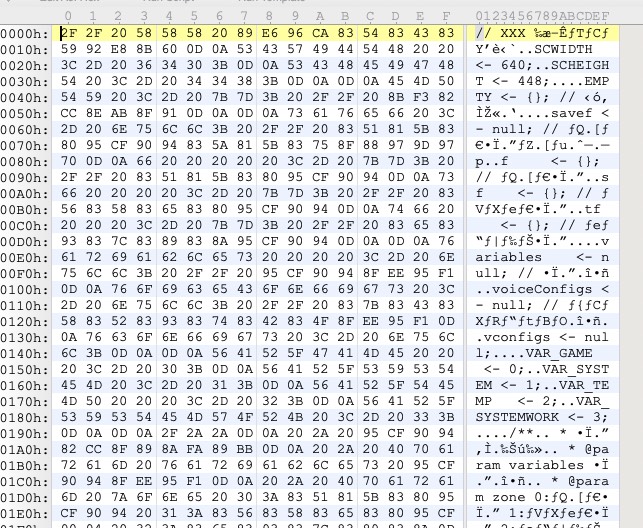 0 1 2 3 4 5 6 7 8 9 A B C D E F 0123456789ABCDEF
0000h: 2F 2F 20 58 58 58 20 89 E6 96 CA 83 54 83 43 83 // XXX ‰æ–ÊƒTƒCƒ
0010h: 59 92 E8 8B 60 0D 0A 53 43 57 49 44 54 48 20 20 Y’è‹`..SCWIDTH
0020h: 3C 2D 20 36 34 30 3B 0D 0A 53 43 48 45 49 47 48 <- 640;..SCHEIGH
0030h: 54 20 3C 2D 20 34 34 38 3B 0D 0A 0D 0A 45 4D 50 T <- 448;....EMP
0040h: 54 59 20 3C 2D 20 7B 7D 3B 20 2F 2F 20 8B F3 82 TY <- {}; // ‹ó‚
0050h: CC 8E AB 8F 91 0D 0A 0D 0A 73 61 76 65 66 20 3C ÌŽ«.‘....savef <
0060h: 2D 20 6E 75 6C 6C 3B 20 2F 2F 20 83 51 81 5B 83 - null; // ƒQ.[ƒ
0070h: 80 95 CF 90 94 83 5A 81 5B 83 75 8F 88 97 9D 97 €•Ï.”ƒZ.[ƒu.ˆ—.—
0080h: 70 0D 0A 66 20 20 20 20 20 3C 2D 20 7B 7D 3B 20 p..f     <- {};
0090h: 2F 2F 20 83 51 81 5B 83 80 95 CF 90 94 0D 0A 73 // ƒQ.[ƒ€•Ï.”..s
00A0h: 66 20 20 20 20 3C 2D 20 7B 7D 3B 20 2F 2F 20 83 f    <- {}; // ƒ
00B0h: 56 83 58 83 65 83 80 95 CF 90 94 0D 0A 74 66 20 VƒXƒeƒ€•Ï.”..tf
00C0h: 20 20 20 3C 2D 20 7B 7D 3B 20 2F 2F 20 83 65 83    <- {}; // ƒeƒ
00D0h: 93 83 7C 83 89 83 8A 95 CF 90 94 0D 0A 0D 0A 76 “ƒ|ƒ‰ƒŠ•Ï.”....v
00E0h: 61 72 69 61 62 6C 65 73 20 20 20 20 20 3C 2D 20 6E ariables     <- n
00F0h: 75 6C 6C 3B 20 2F 2F 20 95 CF 90 94 8F EE 95 F1 ull; // •Ï.”.î•ñ
0100h: 0D 0A 76 6F 69 63 65 43 6F 6E 66 69 67 73 20 3C ..voiceConfigs <
0110h: 2D 20 6E 75 6C 6C 3B 20 2F 2F 20 83 7B 83 43 83 - null; // ƒ{ƒCƒ
0120h: 58 83 52 83 93 83 74 83 42 83 4F 8F EE 95 F1 0D XƒRƒ“ƒtƒBƒO.î•ñ.
0130h: 0A 76 63 6F 6E 66 69 67 73 20 3C 2D 20 6E 75 6C .vconfigs <- nul
0140h: 6C 3B 0D 0A 0D 0A 56 41 52 5F 47 41 4D 45 20 20 l;....VAR_GAME
0150h: 20 3C 2D 20 30 3B 0D 0A 56 41 52 5F 53 59 53 54  <- 0;..VAR_SYST
0160h: 45 4D 20 3C 2D 20 31 3B 0D 0A 56 41 52 5F 54 45 EM <- 1;..VAR_TE
0170h: 4D 50 20 20 20 3C 2D 20 32 3B 0D 0A 56 41 52 5F MP   <- 2;..VAR_
0180h: 53 59 53 54 45 4D 57 4F 52 4B 20 3C 2D 20 33 3B SYSTEMWORK <- 3;
0190h: 0D 0A 0D 0A 2F 2A 2A 0D 0A 20 2A 20 95 CF 90 94 ..../**.. * •Ï.”
01A0h: 82 CC 8F 89 8A FA 89 BB 0D 0A 20 2A 20 40 70 61 ‚Ì.‰Šú‰».. * @pa
01B0h: 72 61 6D 20 76 61 72 69 61 62 6C 65 73 20 95 CF ram variables •Ï
01C0h: 90 94 8F EE 95 F1 0D 0A 20 2A 20 40 70 61 72 61 .”.î•ñ.. * @para
01D0h: 6D 20 7A 6F 6E 65 20 30 3A 83 51 81 5B 83 80 95 m zone 0:ƒQ.[ƒ€•
01E0h: CF 90 94 20 31 3A 83 56 83 58 83 65 83 80 95 CF Ï.” 1:ƒVƒXƒeƒ€•Ï